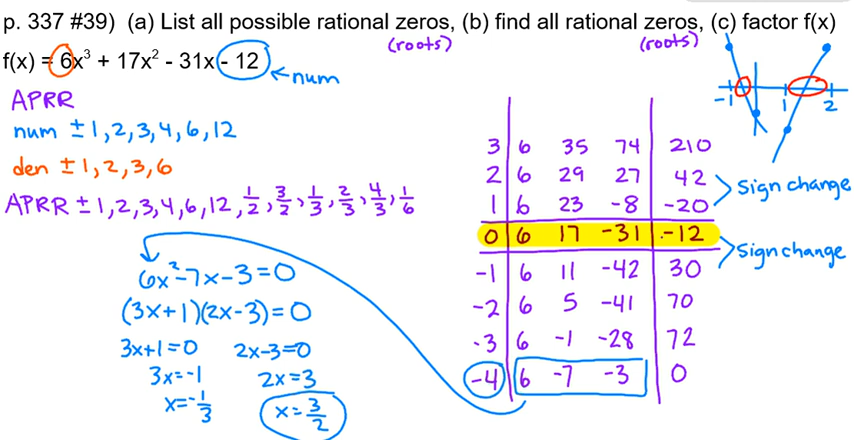 p. 337 #39) (a) List all possible rational zeros, (b) find all rational zeros, (c) factor f(x)
(roots) (roots)
f(x) = 6x³ + 17x² - 31x - 12
←num
APRR
num ±1,2,3,4,6,12
den ±1,2,3,6
APRR ±1,2,3,4,6,12,1/2,3/2,1/3,2/3,4/3,1/6
6x²-7x-3=0
(3x+1)(2x-3)=0
3x+1=0 2x-3=0
3x=-1 2x=3
x=-1/3 x=3/2
3 6 35 74 210
2 6 29 27 42
1 6 23 -8 -20
0 6 17 -31 -12
-1 6 11 -42 30
-2 6 5 -41 70
-3 6 -1 -28 72
-4 6 -7 -3 0
Sign change
Sign change
-1 1 2